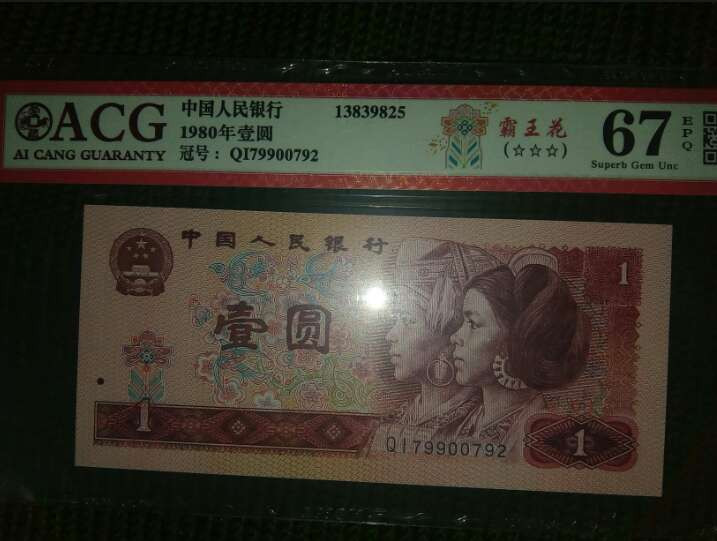 ACG
AI CANG GUARANTY
中国人民银行 13839825
1980年壹圆
冠号：QI79900792
霸王花
(☆☆☆)
67
EPQ
Superb Gem Unc
中国人民银行
1
壹圆
1
QI79900792
1